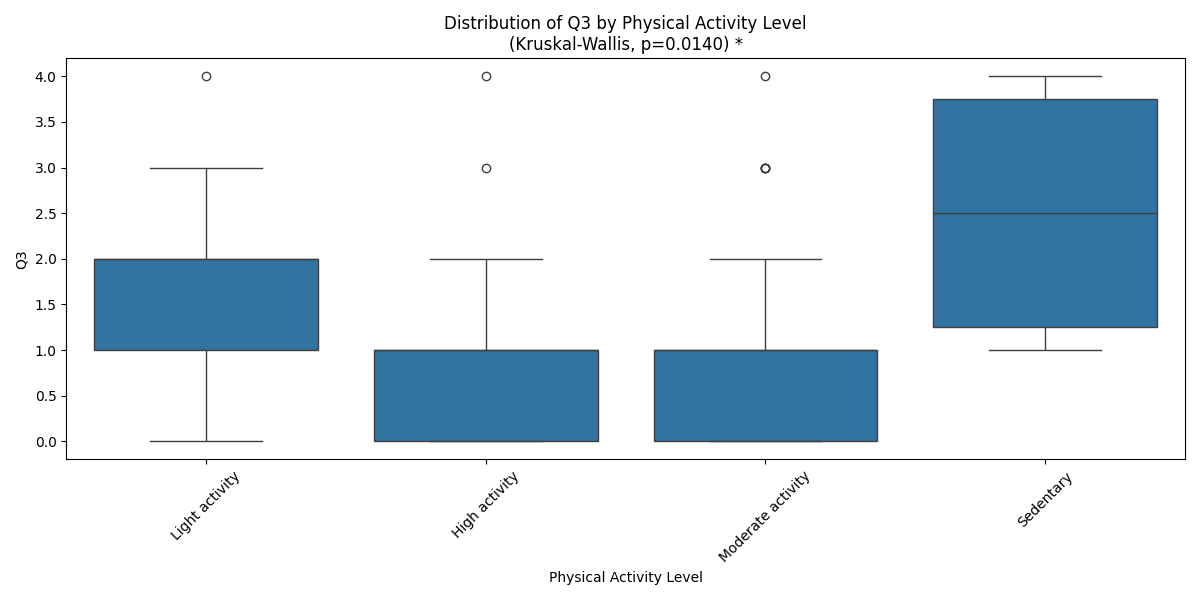 Distribution of Q3 by Physical Activity Level
(Kruskal-Wallis, p=0.0140) *
Q3
4.0
3.5
3.0
2.5
2.0
1.5
1.0
0.5
0.0
Light activity
High activity
Moderate activity
Sedentary
Physical Activity Level